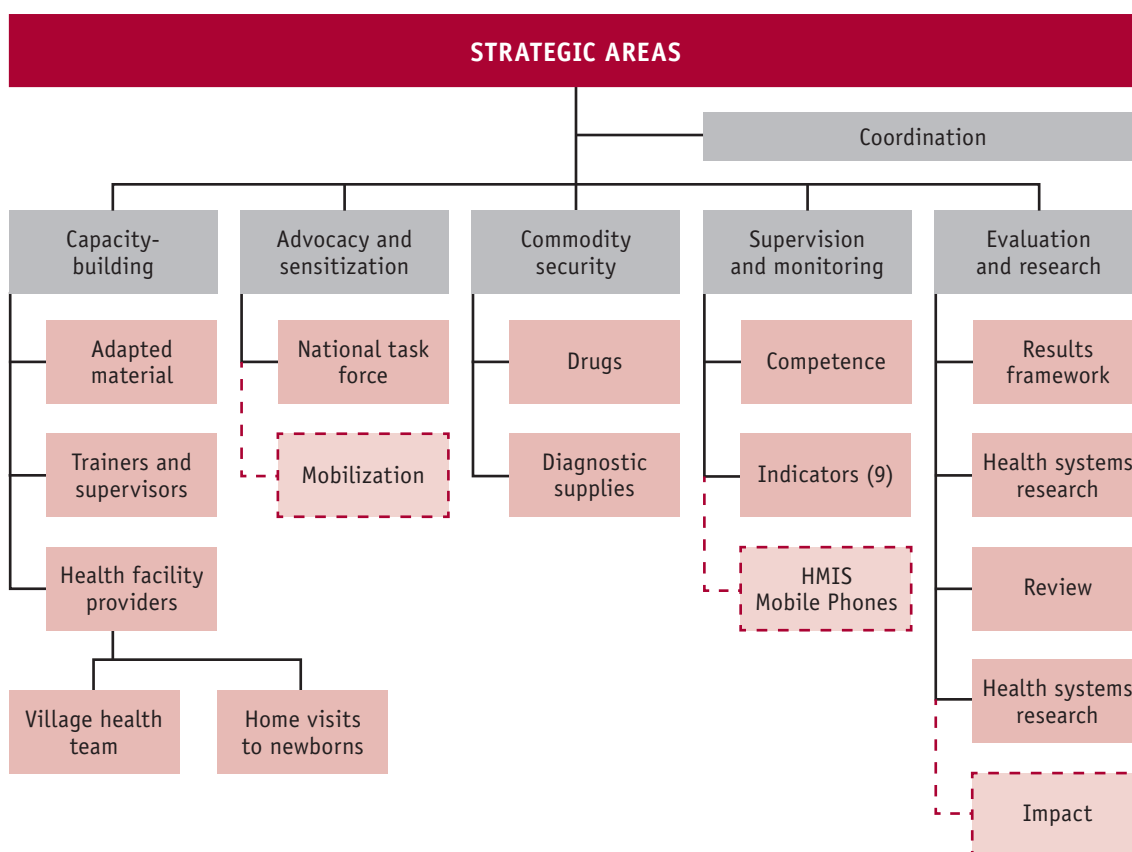 STRATEGIC AREAS
Coordination
Capacity-
building
Advocacy and
sensitization
Commodity
security
Supervision
and monitoring
Evaluation
and research
Adapted
material
National task
force
Drugs
Competence
Results
framework
Trainers and
supervisors
Mobilization
Diagnostic
supplies
Indicators (9)
Health systems
research
Health facility
providers
HMIS
Mobile Phones
Review
Village health
team
Home visits
to newborns
Health systems
research
Impact